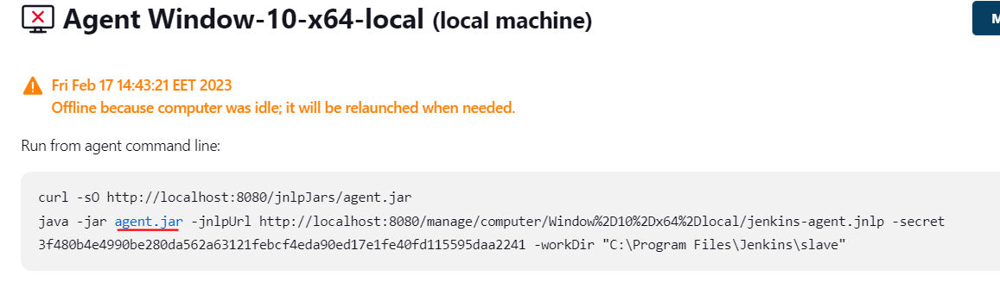 Agent Window-10-x64-local (local machine)
M
Fri Feb 17 14:43:21 EET 2023
Offline because computer was idle; it will be relaunched when needed.
Run from agent command line:
curl -sO http://localhost:8080/jnlpJars/agent.jar
java -jar agent.jar -jnlpUrl http://localhost:8080/manage/computer/Window%2D10%2Dx64%2Dlocal/jenkins-agent.jnlp -secret
3f480b4e4990be280da562a63121febcf4eda90ed17e1fe40fd115595daa2241 -workDir "C:\Program Files\Jenkins\slave"